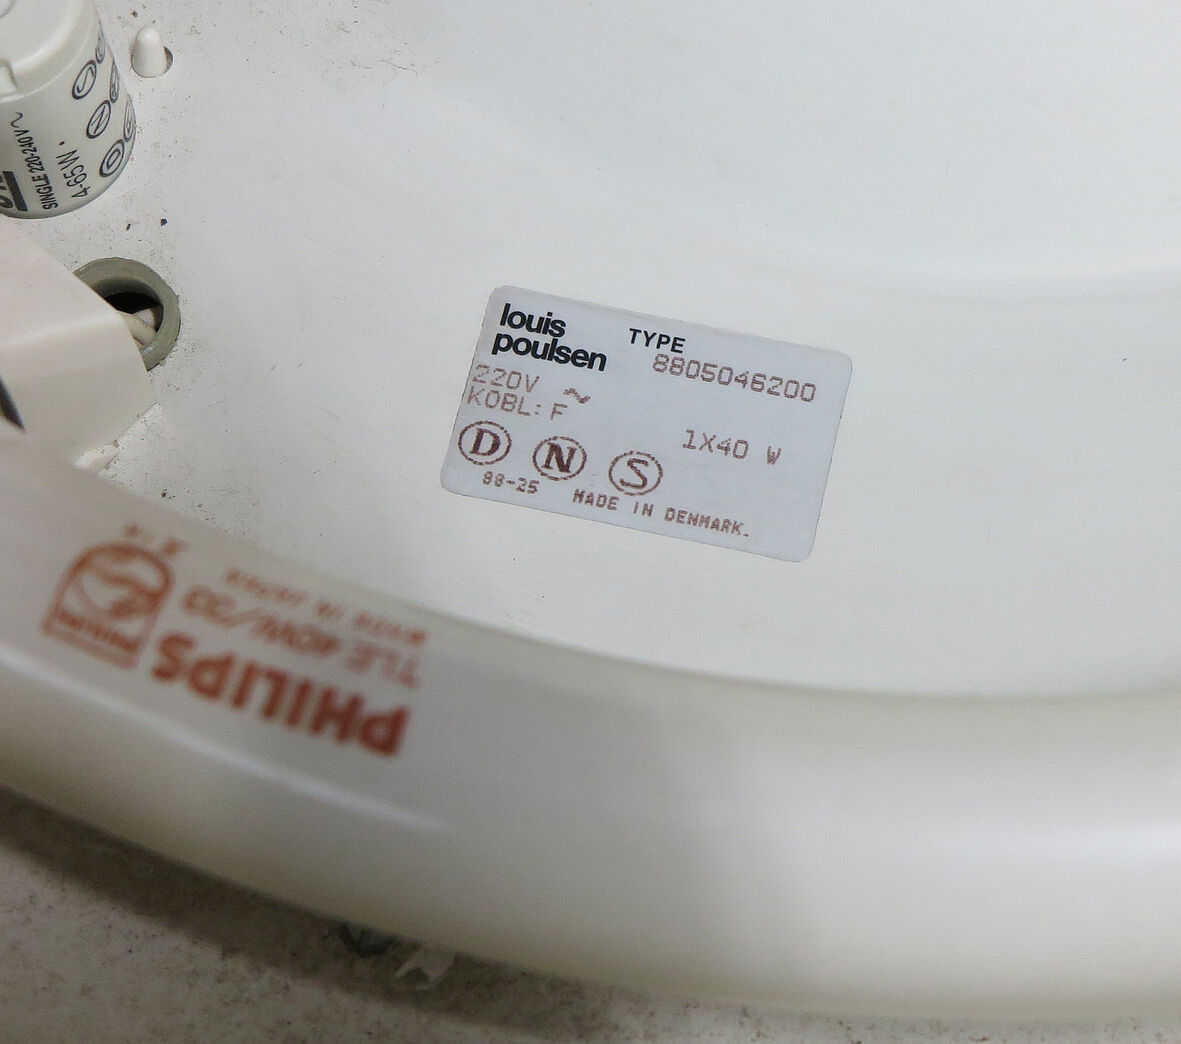 SINGLE 220-240V~
4-65W
D N S
louis
poulsen
TYPE
8805046200
220V ~
KOBL: F
1X40 W
D N S
88-25 MADE IN DENMARK.
PHILIPS
TLE 40W/33
PHILIPS